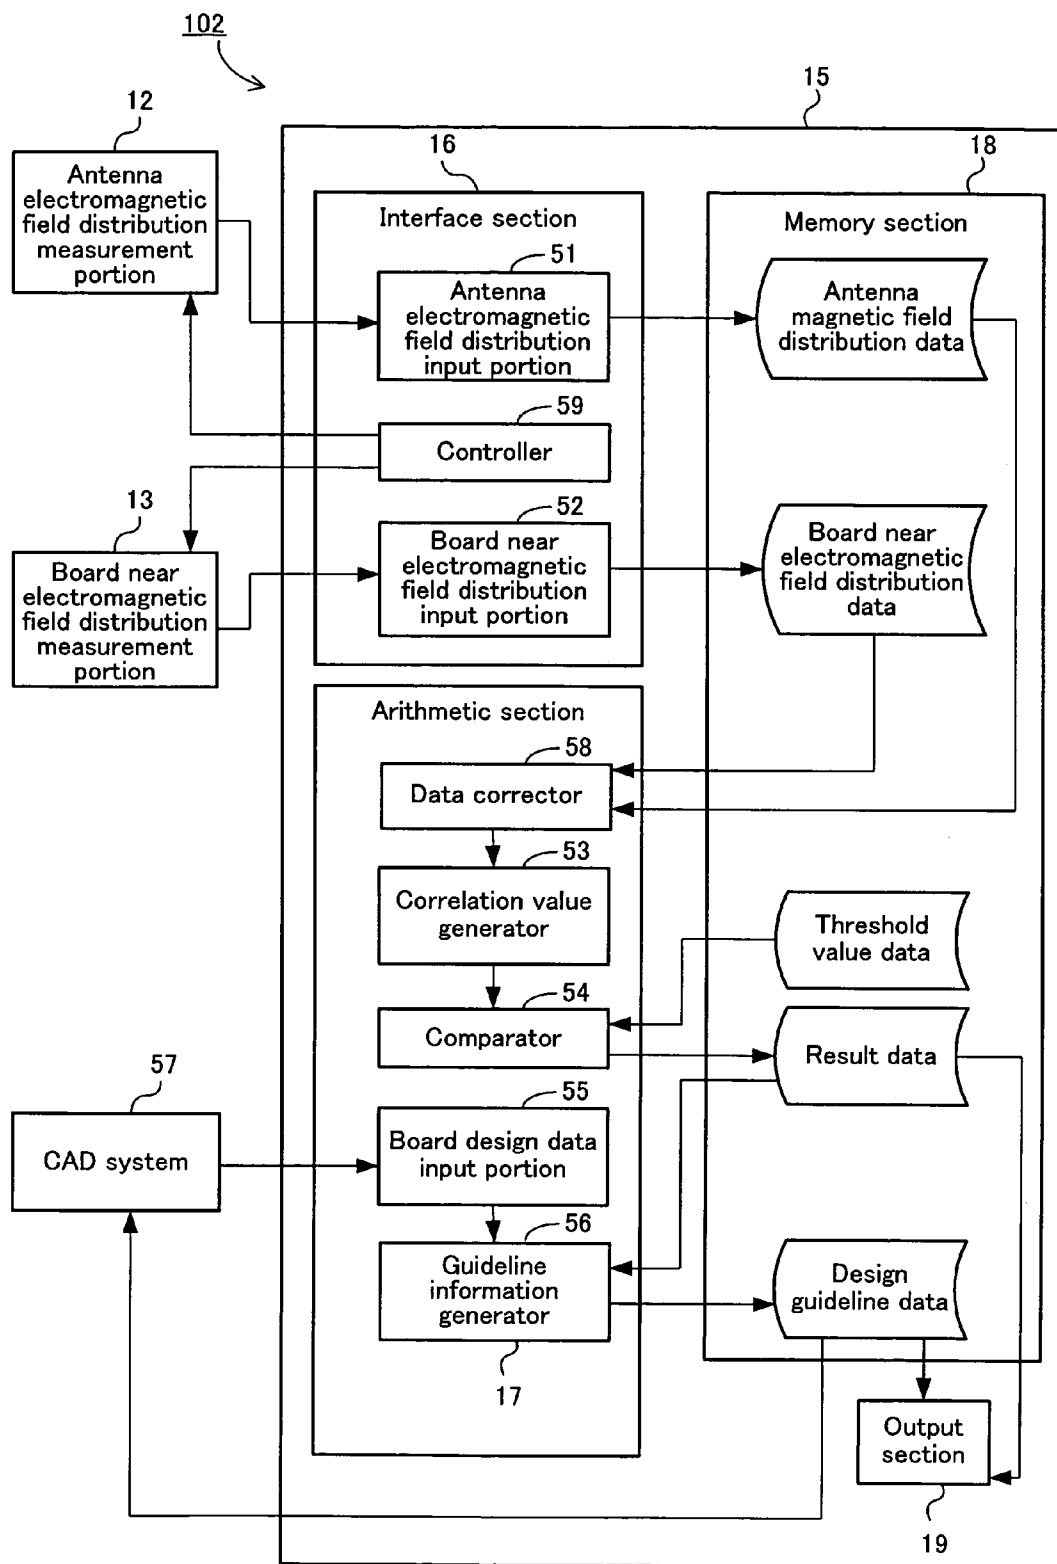 102
15
12
Antenna
electromagnetic
field distribution
measurement
portion
16
Interface section
51
Antenna
electromagnetic
field distribution
input portion
59
Controller
52
Board near
electromagnetic
field distribution
input portion
18
Memory section
Antenna
magnetic field
distribution data
Board near
electromagnetic
field distribution
data
13
Board near
electromagnetic
field distribution
measurement
portion
Arithmetic section
58
Data corrector
53
Correlation value
generator
54
Comparator
Threshold
value data
Result data
57
CAD system
55
Board design data
input portion
56
Guideline
information
generator
17
Design
guideline data
Output
section
19